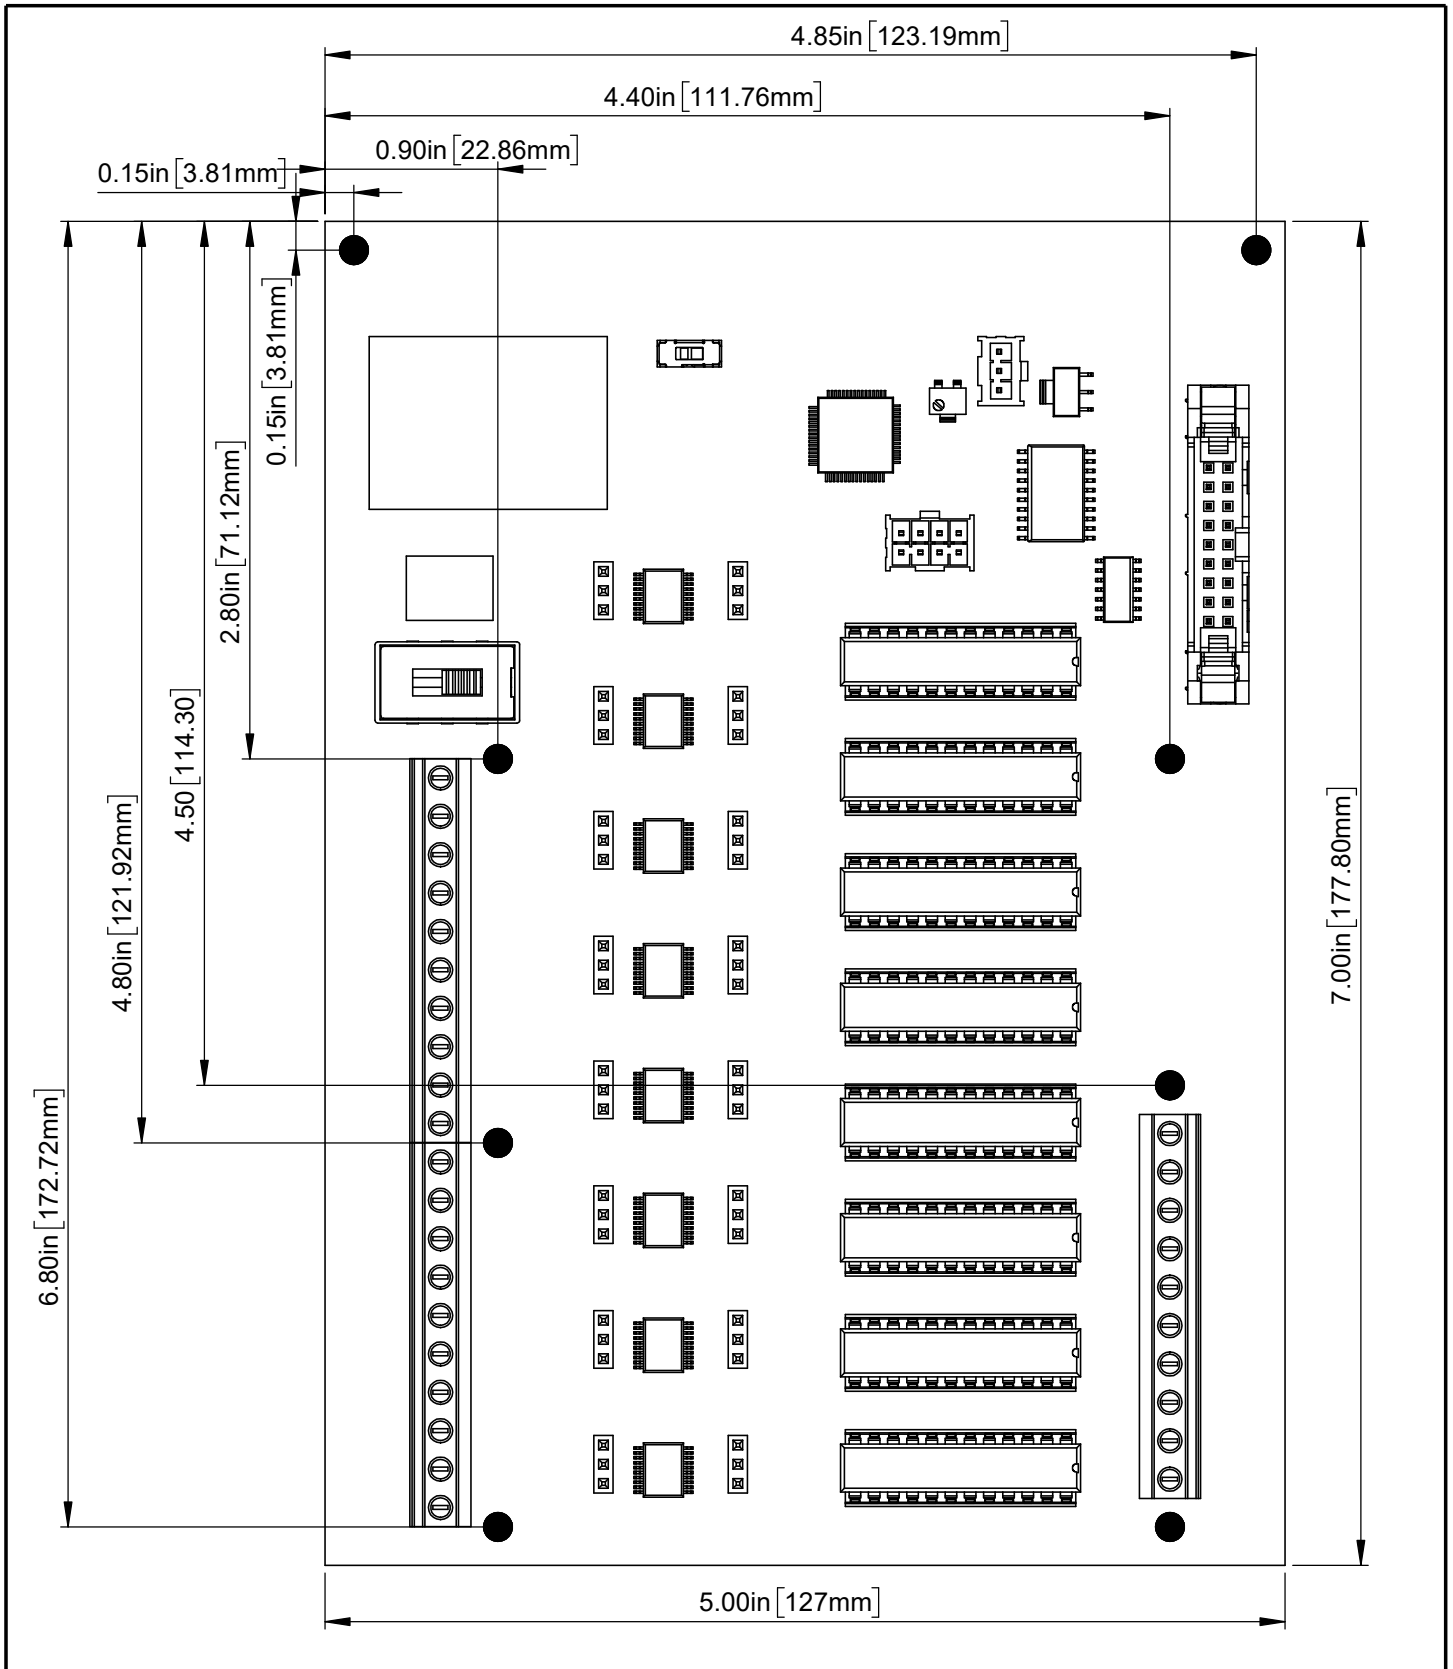 4.85in[123.19mm]
4.40in[111.76mm]
0.90in[22.86mm]
0.15in[3.81mm]
0.15in[3.81mm]
2.80in[71.12mm]
4.50[114.30]
4.80in[121.92mm]
6.80in[172.72mm]
7.00in[177.80mm]
5.00in[127mm]